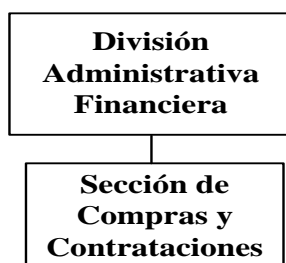 División
Administrativa
Financiera
Sección de
Compras y
Contrataciones